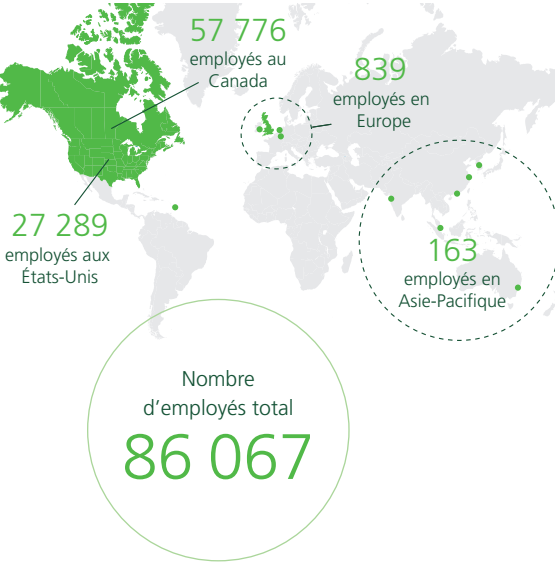 57 776
employés au
Canada
839
employés en
Europe
27 289
employés aux
États-Unis
163
employés en
Asie-Pacifique
Nombre
d'employés total
86 067